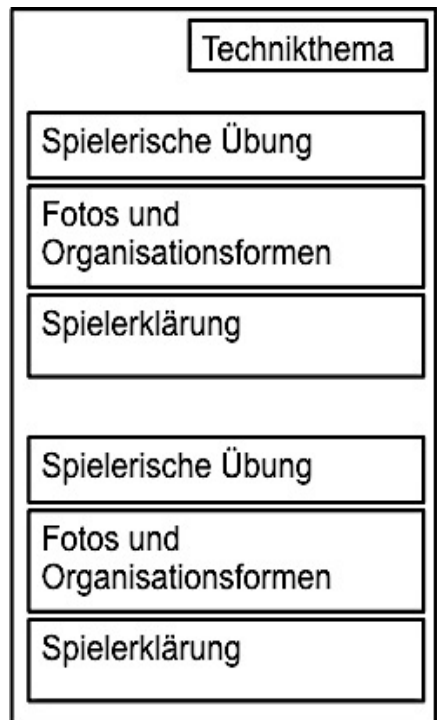 Technikthema
Spielerische Übung
Fotos und
Organisationsformen
Spielerklärung
Spielerische Übung
Fotos und
Organisationsformen
Spielerklärung